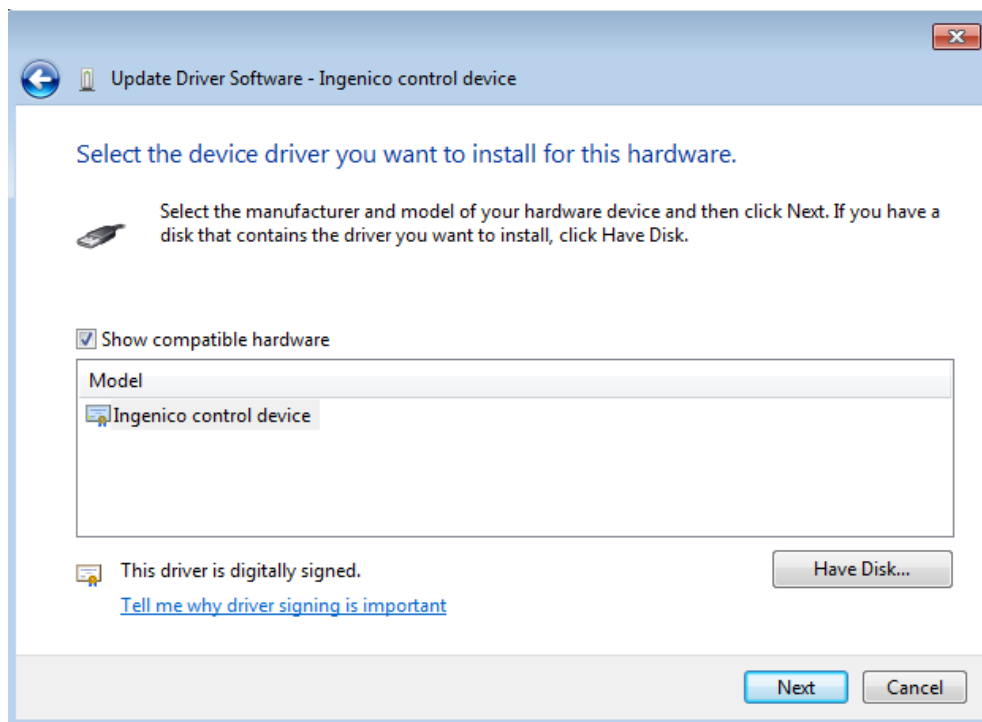 Update Driver Software - Ingenico control device
Select the device driver you want to install for this hardware.
Select the manufacturer and model of your hardware device and then click Next. If you have a
disk that contains the driver you want to install, click Have Disk.
Show compatible hardware
Model
Ingenico control device
This driver is digitally signed.
Have Disk...
Tell me why driver signing is important
Next
Cancel